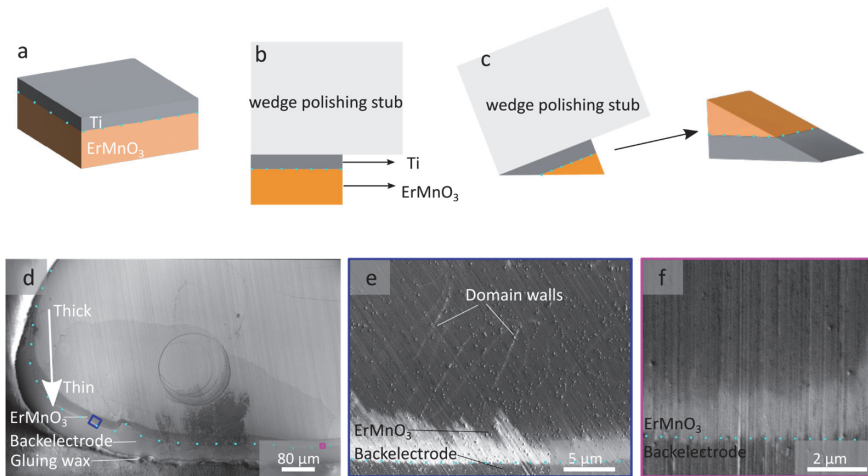 a
Ti
ErMnO₃
b
wedge polishing stub
Ti
ErMnO₃
c
wedge polishing stub
d
Thick
Thin
ErMnO₃
Backelectrode
Gluing wax
80 µm
e
Domain walls
ErMnO₃
Backelectrode
5 µm
f
ErMnO₃
Backelectrode
2 µm